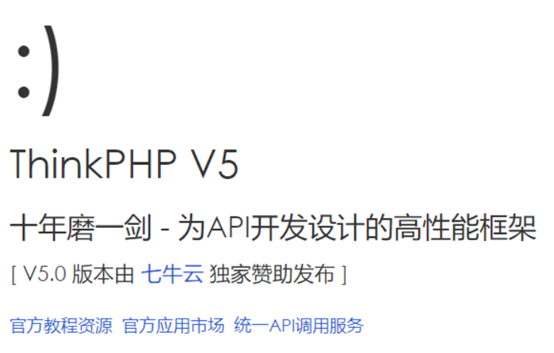 :)
ThinkPHP V5
十年磨一剑 - 为API开发设计的高性能框架
[ V5.0 版本由 七牛云 独家赞助发布 ]
官方教程资源 官方应用市场 统一API调用服务